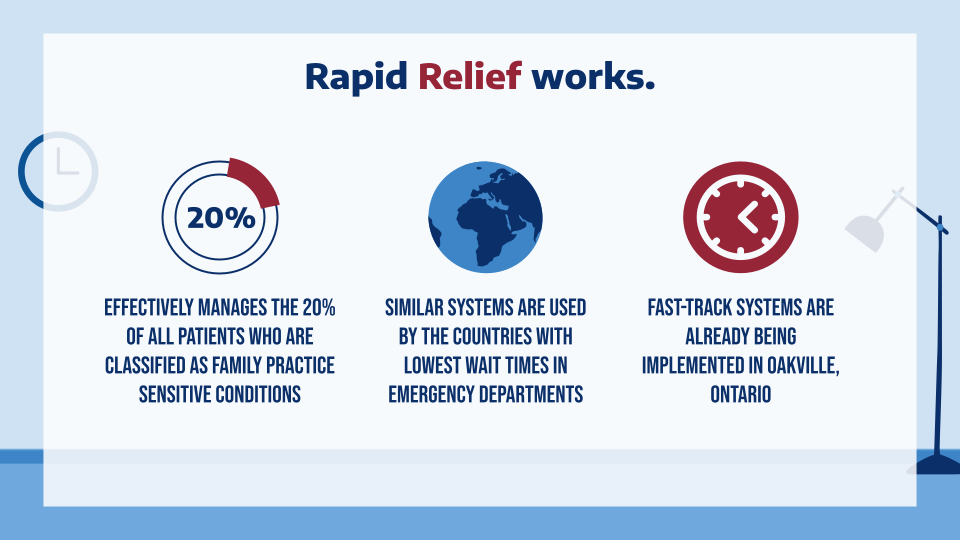 Rapid Relief works.
20%
EFFECTIVELY MANAGES THE 20%
OF ALL PATIENTS WHO ARE
CLASSIFIED AS FAMILY PRACTICE
SENSITIVE CONDITIONS
SIMILAR SYSTEMS ARE USED
BY THE COUNTRIES WITH
LOWEST WAIT TIMES IN
EMERGENCY DEPARTMENTS
FAST-TRACK SYSTEMS ARE
ALREADY BEING
IMPLEMENTED IN OAKVILLE,
ONTARIO